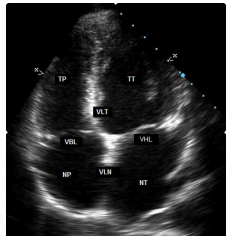 TP TT
VLT
VBL VHL
NP VLN NT